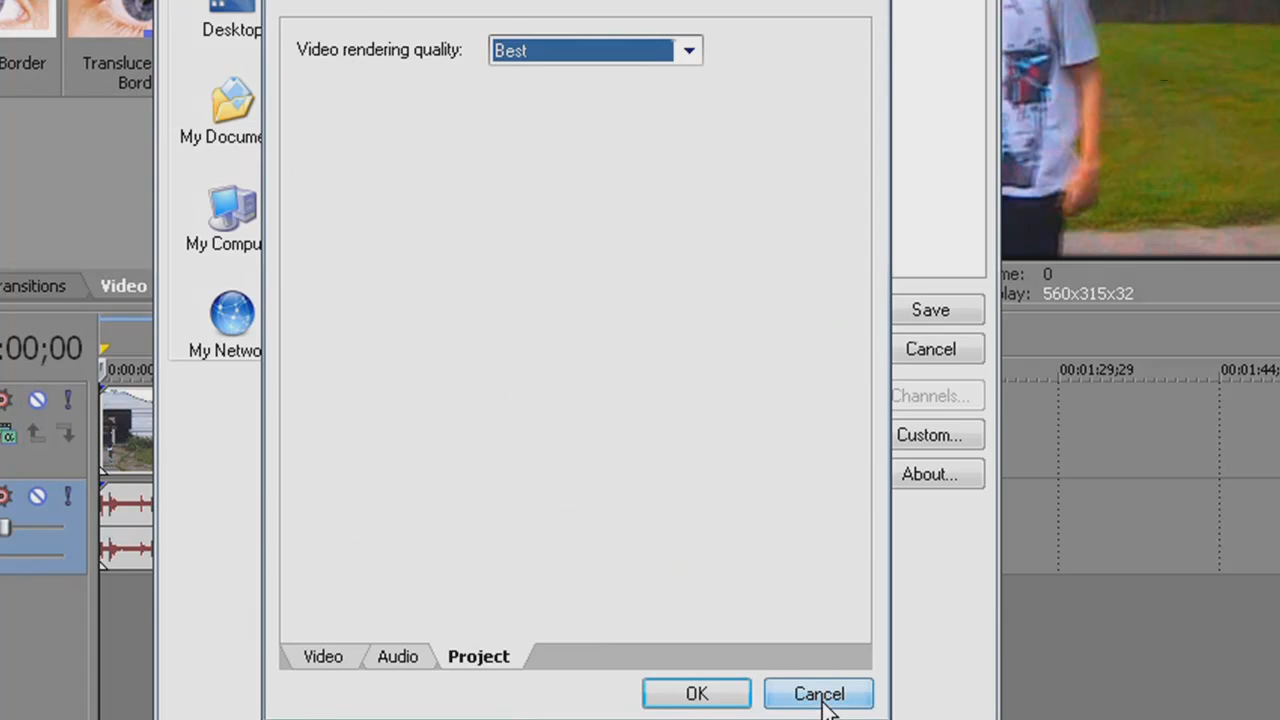 Border
Transluce
Bord
Desktop
My Docume
My Compu
My Netwo
Video rendering quality:
Best
ansitions
Video
:00;00
0:00:00
me: 0
lay: 560x315x32
Save
Cancel
Channels...
Custom...
About...
00:01:29;29
00:01:44;
Video
Audio
Project
OK
Cancel